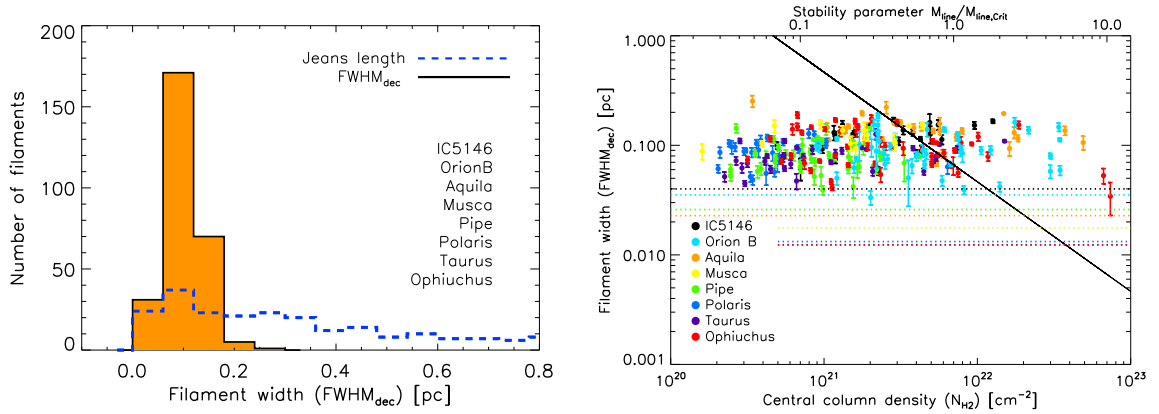 200
150
100
50
0
Number of filaments
Jeans length
FWHM_dec
IC5146
OrionB
Aquila
Musca
Pipe
Polaris
Taurus
Ophiuchus
0.0 0.2 0.4 0.6 0.8
Filament width (FWHM_dec) [pc]
Stability parameter M_line/M_line,Crit
0.1 1.0 10.0
1.000
0.100
0.010
0.001
Filament width (FWHM_dec) [pc]
IC5146
Orion B
Aquila
Musca
Pipe
Polaris
Taurus
Ophiuchus
10^20 10^21 10^22 10^23
Central column density (N_H2) [cm^-2]